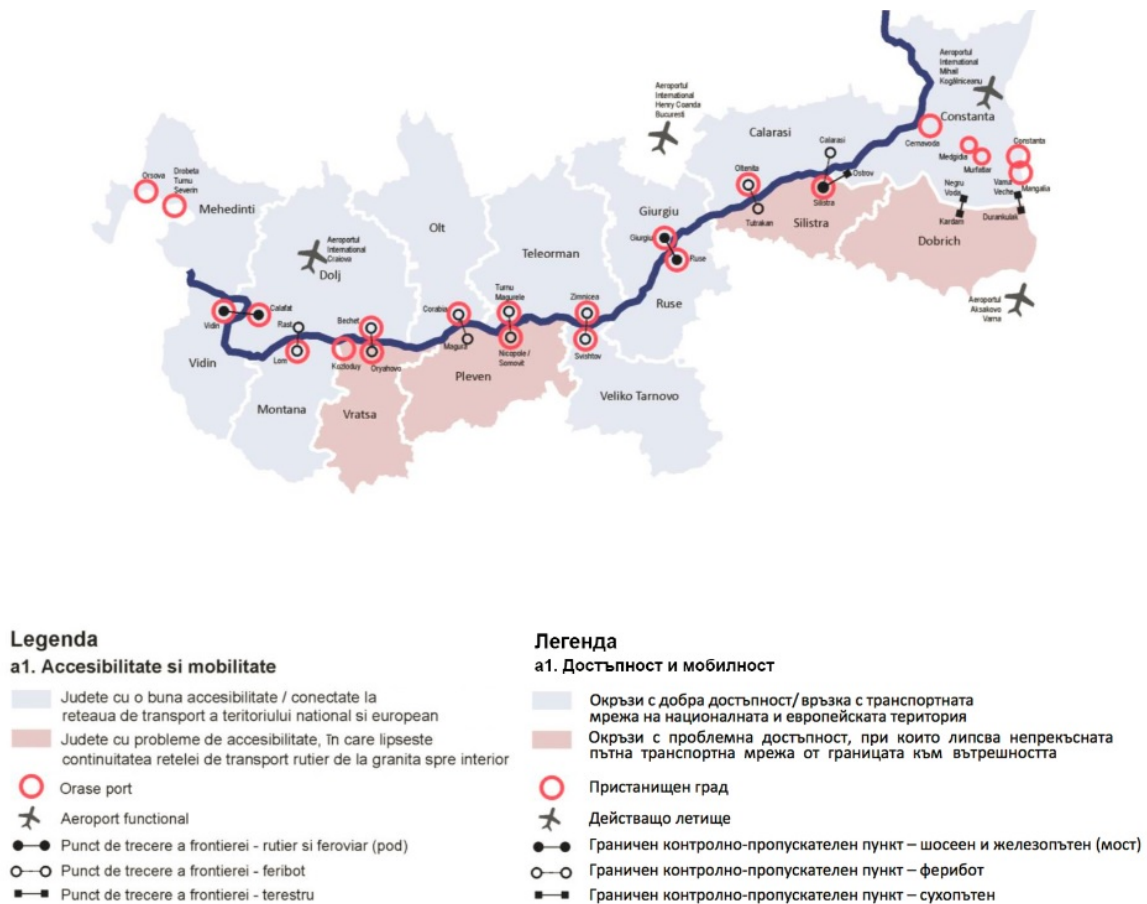 Aeroportul
International
Mihail
Kogălniceanu
Constanta
Aeroportul
International
Henry Coanda
Bucuresti
Calarasi
Calarasi
Cernavoda
Medgidia
Murfatlar
Constanta
Orsova
Drobeta
Turnu
Severin
Mehedinti
Oltenita
Ostrov
Negru
Voda
Vama
Veche
Mangalia
Silistra
Tutrakan
Silistra
Kardam
Durankulak
Dobrich
Olt
Giurgiu
Giurgiu
Ruse
Teleorman
Aeroportul
International
Craiova
Dolj
Ruse
Aeroportul
Aksakovo
Varna
Calafat
Vidin
Rast
Bechet
Corabia
Turnu
Magurele
Zimnicea
Lom
Kozloduy
Oryahovo
Magura
Nicopole /
Somovit
Svishtov
Vidin
Montana
Vratsa
Pleven
Veliko Tarnovo
Legenda
a1. Accesibilitate si mobilitate
Judete cu o buna accesibilitate / conectate la
reteaua de transport a teritoriului national si european
Judete cu probleme de accesibilitate, în care lipseste
continuitatea retelei de transport rutier de la granita spre interior
Orase port
Aeroport functional
Punct de trecere a frontierei - rutier si feroviar (pod)
Punct de trecere a frontierei - feribot
Punct de trecere a frontierei - terestru
Легенда
а1. Достъпност и мобилност
Окръзи с добра достъпност/връзка с транспортната
мрежа на националната и европейската територия
Окръзи с проблемна достъпност, при които липсва непрекъсната
пътна транспортна мрежа от границата към вътрешността
Пристанищен град
Действащо летище
Граничен контролно-пропускателен пункт – шосеен и железопътен (мост)
Граничен контролно-пропускателен пункт – ферибот
Граничен контролно-пропускателен пункт – сухопътен